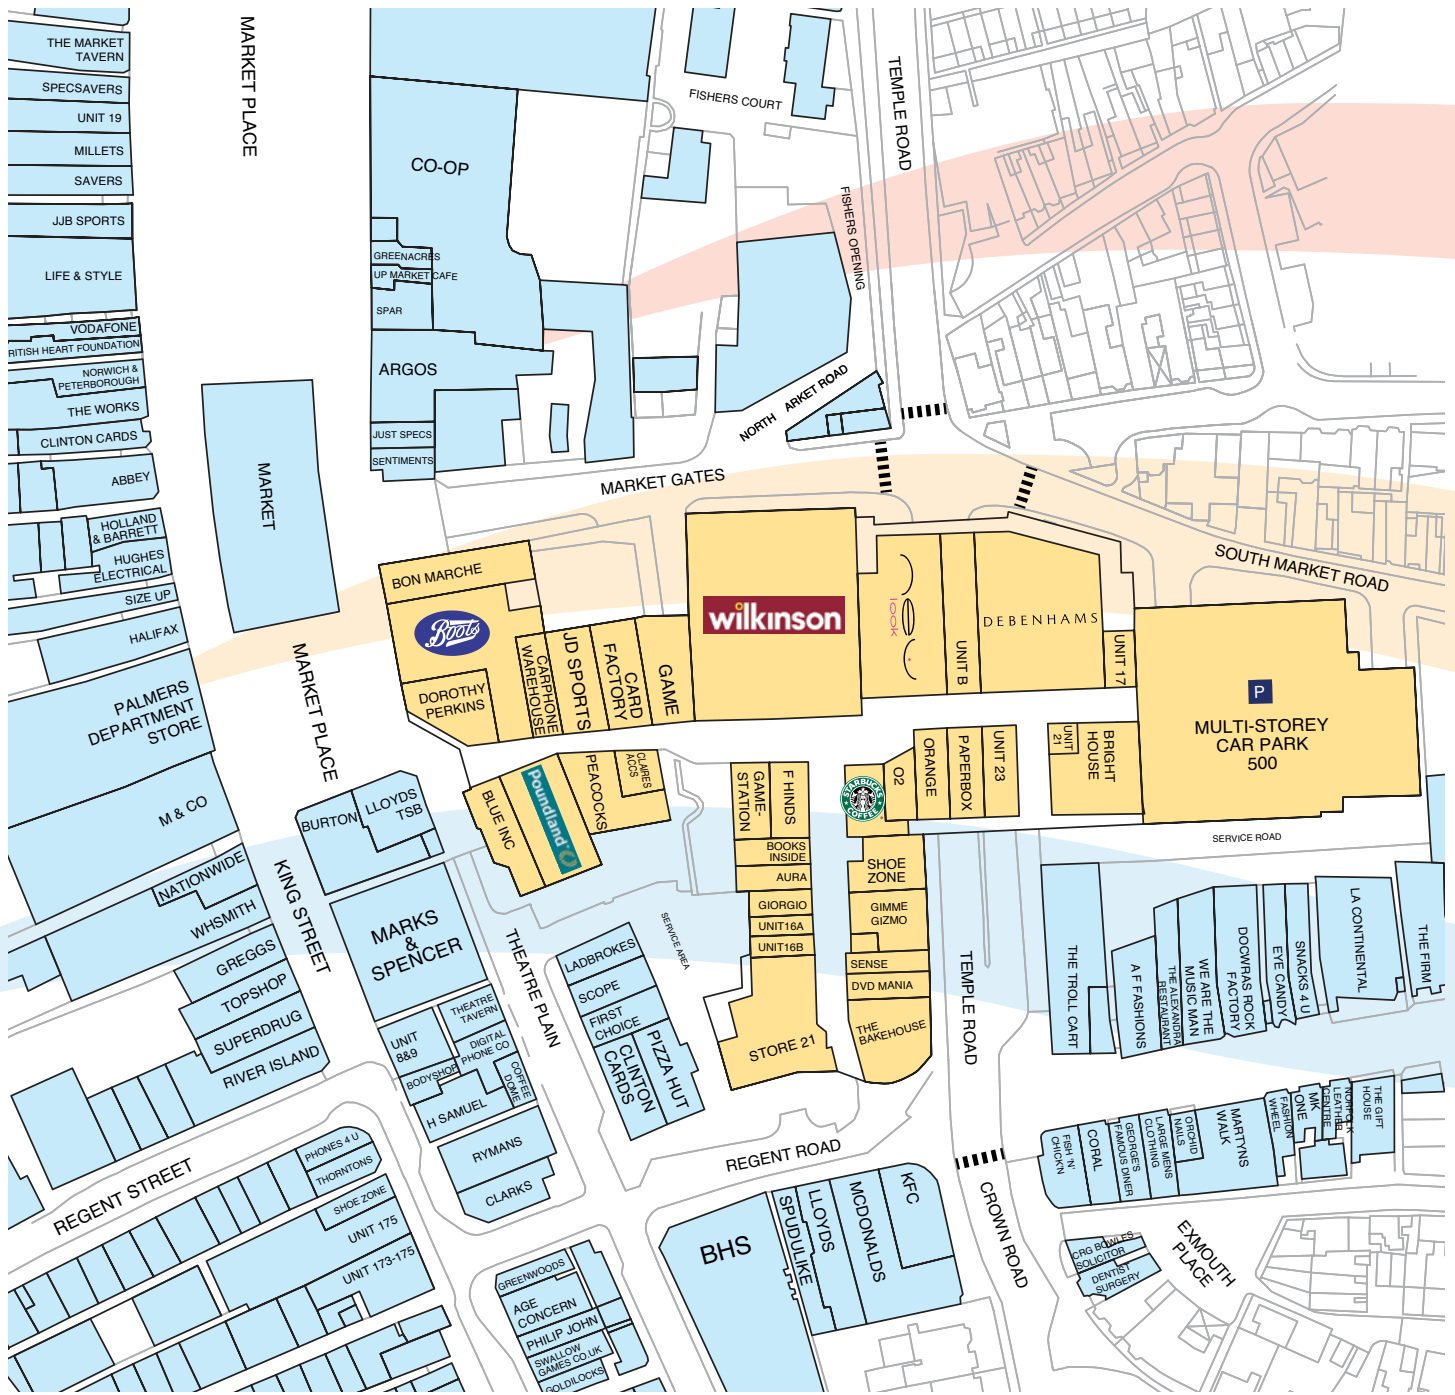 THE MARKET
TAVERN
SPECSAVERS
UNIT 19
MILLETS
SAVERS
JJB SPORTS
LIFE & STYLE
VODAFONE
RITISH HEART FOUNDATION
NORWICH &
PETERBOROUGH
THE WORKS
CLINTON CARDS
ABBEY
HOLLAND
& BARRETT
HUGHES
ELECTRICAL
SIZE UP
HALIFAX
PALMERS
DEPARTMENT
STORE
M & CO
NATIONWIDE
WHSMITH
GREGGS
TOPSHOP
SUPERDRUG
RIVER ISLAND
MARKET PLACE
MARKET
MARKET PLACE
KING STREET
CO-OP
GREENACRES
UP MARKET CAFE
SPAR
ARGOS
JUST SPECS
SENTIMENTS
FISHERS COURT
FISHERS OPENING
TEMPLE ROAD
NORTH
ARKET ROAD
MARKET GATES
SOUTH MARKET ROAD
BON MARCHE
Boots
DOROTHY
PERKINS
CARPHONE
WAREHOUSE
JD SPORTS
CARD
FACTORY
GAME
wilkinson
look
UNIT B
DEBENHAMS
UNIT 17
P
MULTI-STOREY
CAR PARK
500
BLUE INC
Poundland
PEACOCKS
CLAIRES
ACCS
GAME-
STATION
F HINDS
BOOKS
INSIDE
AURA
GIORGIO
UNIT16A
UNIT16B
STORE 21
STARBUCKS
COFFEE
O2
ORANGE
PAPERBOX
UNIT 23
UNIT
21
BRIGHT
HOUSE
SERVICE ROAD
SHOE
ZONE
GIMME
GIZMO
SENSE
DVD MANIA
THE
BAKEHOUSE
BURTON
LLOYDS
TSB
MARKS
&
SPENCER
THEATRE
TAVERN
UNIT
8&9
DIGITAL
PHONE CO
BODYSHOP
COFFEE
DOME
H SAMUEL
RYMANS
CLARKS
THEATRE PLAIN
SERVICE AREA
LADBROKES
SCOPE
FIRST
CHOICE
CLINTON
CARDS
PIZZA HUT
TEMPLE ROAD
THE TROLL CART
A F FASHIONS
THE ALEXANDRA
RESTAURANT
WE ARE THE
MUSIC MAN
DOCWRAS ROCK
FACTORY
EYE CANDY
SNACKS 4 U
LA CONTINENTAL
THE FIRM
REGENT STREET
PHONES 4 U
THORNTONS
SHOE ZONE
UNIT 175
UNIT 173-175
REGENT ROAD
CROWN ROAD
GREENWOODS
AGE
CONCERN
PHILIP JOHN
SWALLOW
GAMES CO.UK
GOLDILOCKS
BHS
SPUDULIKE
LLOYDS
MCDONALDS
KFC
FISH 'N'
CHICK'N
CORAL
GEORGE'S
FAMOUS DINER
LARGE MENS
CLOTHING
ORCHID
NAILS
MARTYNS
WALK
FASHION
WHEEL
MK
ONE
NORFOLK
LEATHER
CENTRE
THE GIFT
HOUSE
CRG BOWLES
SOLICITOR
DENTIST
SURGERY
EXMOUTH
PLACE